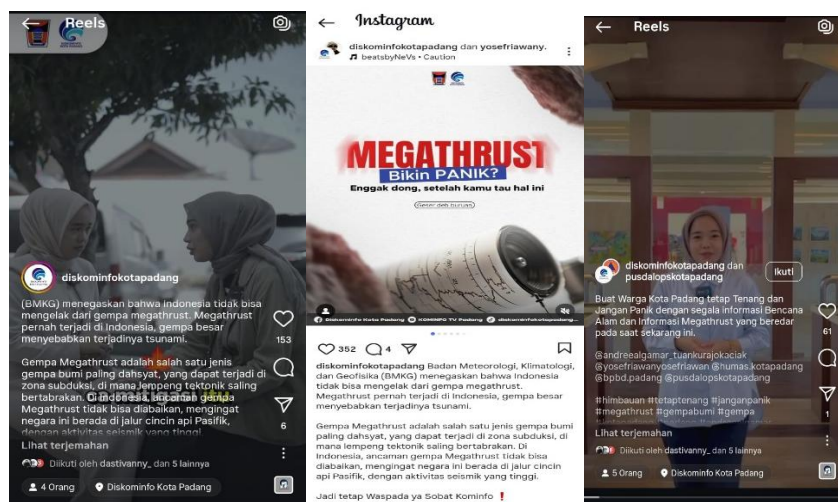 Reels
diskominfokotapadang
(BMKG) menegaskan bahwa Indonesia tidak bisa
mengelak dari gempa megathrust. Megathrust
pernah terjadi di Indonesia, gempa besar
menyebabkan terjadinya tsunami.
Gempa Megathrust adalah salah satu jenis
gempa bumi paling dahsyat, yang dapat terjadi di
zona subduksi, di mana lempeng tektonik saling
bertabrakan. Di Indonesia, ancaman gempa
Megathrust tidak bisa diabaikan, mengingat
negara ini berada di jalur cincin api Pasifik,
dengan aktivitas seismik yang tinggi.
itu
153
6
Lihat terjemahan
Diikuti oleh dastivanny_ dan 5 lainnya
4 Orang
Diskominfo Kota Padang
Instagram
diskominfokotapadang dan yosefriawany.
beatsbyNeVs • Caution
MEGATHRUST
Bikin PANIK?
Enggak dong, setelah kamu tau hal ini
Diskominfo Kota Padang
KOMINFO TV Padang
diskominfokotapadang...
352
4
diskominfokotapadang Badan Meteorologi, Klimatologi,
dan Geofisika (BMKG) menegaskan bahwa Indonesia
tidak bisa mengelak dari gempa megathrust.
Megathrust pernah terjadi di Indonesia, gempa besar
menyebabkan terjadinya tsunami.
Gempa Megathrust adalah salah satu jenis gempa bumi
paling dahsyat, yang dapat terjadi di zona subduksi, di
mana lempeng tektonik saling bertabrakan. Di
Indonesia, ancaman gempa Megathrust tidak bisa
diabaikan, mengingat negara ini berada di jalur cincin
api Pasifik, dengan aktivitas seismik yang tinggi.
Jadi tetap Waspada ya Sobat Kominfo ❗
Reels
diskominfokotapadang dan
pusdalopskotapadang
Ikuti
Buat Warga Kota Padang tetap Tenang dan
Jangan Panik dengan segala informasi Bencana
Alam dan Informasi Megathrust yang beredar
pada saat sekarang ini.
@andreealgamar_tuankurajokaciak
@yosefriawanyosefriawan @humas.kotapadang
@bpbd.padang @pusdalopskotapadang
#himbauan #tetaptenang #janganpanik
#megathrust #gempabumi #gempa
61
1
Lihat terjemahan
Diikuti oleh dastivanny_ dan 5 lainnya
5 Orang
Diskominfo Kota Padang